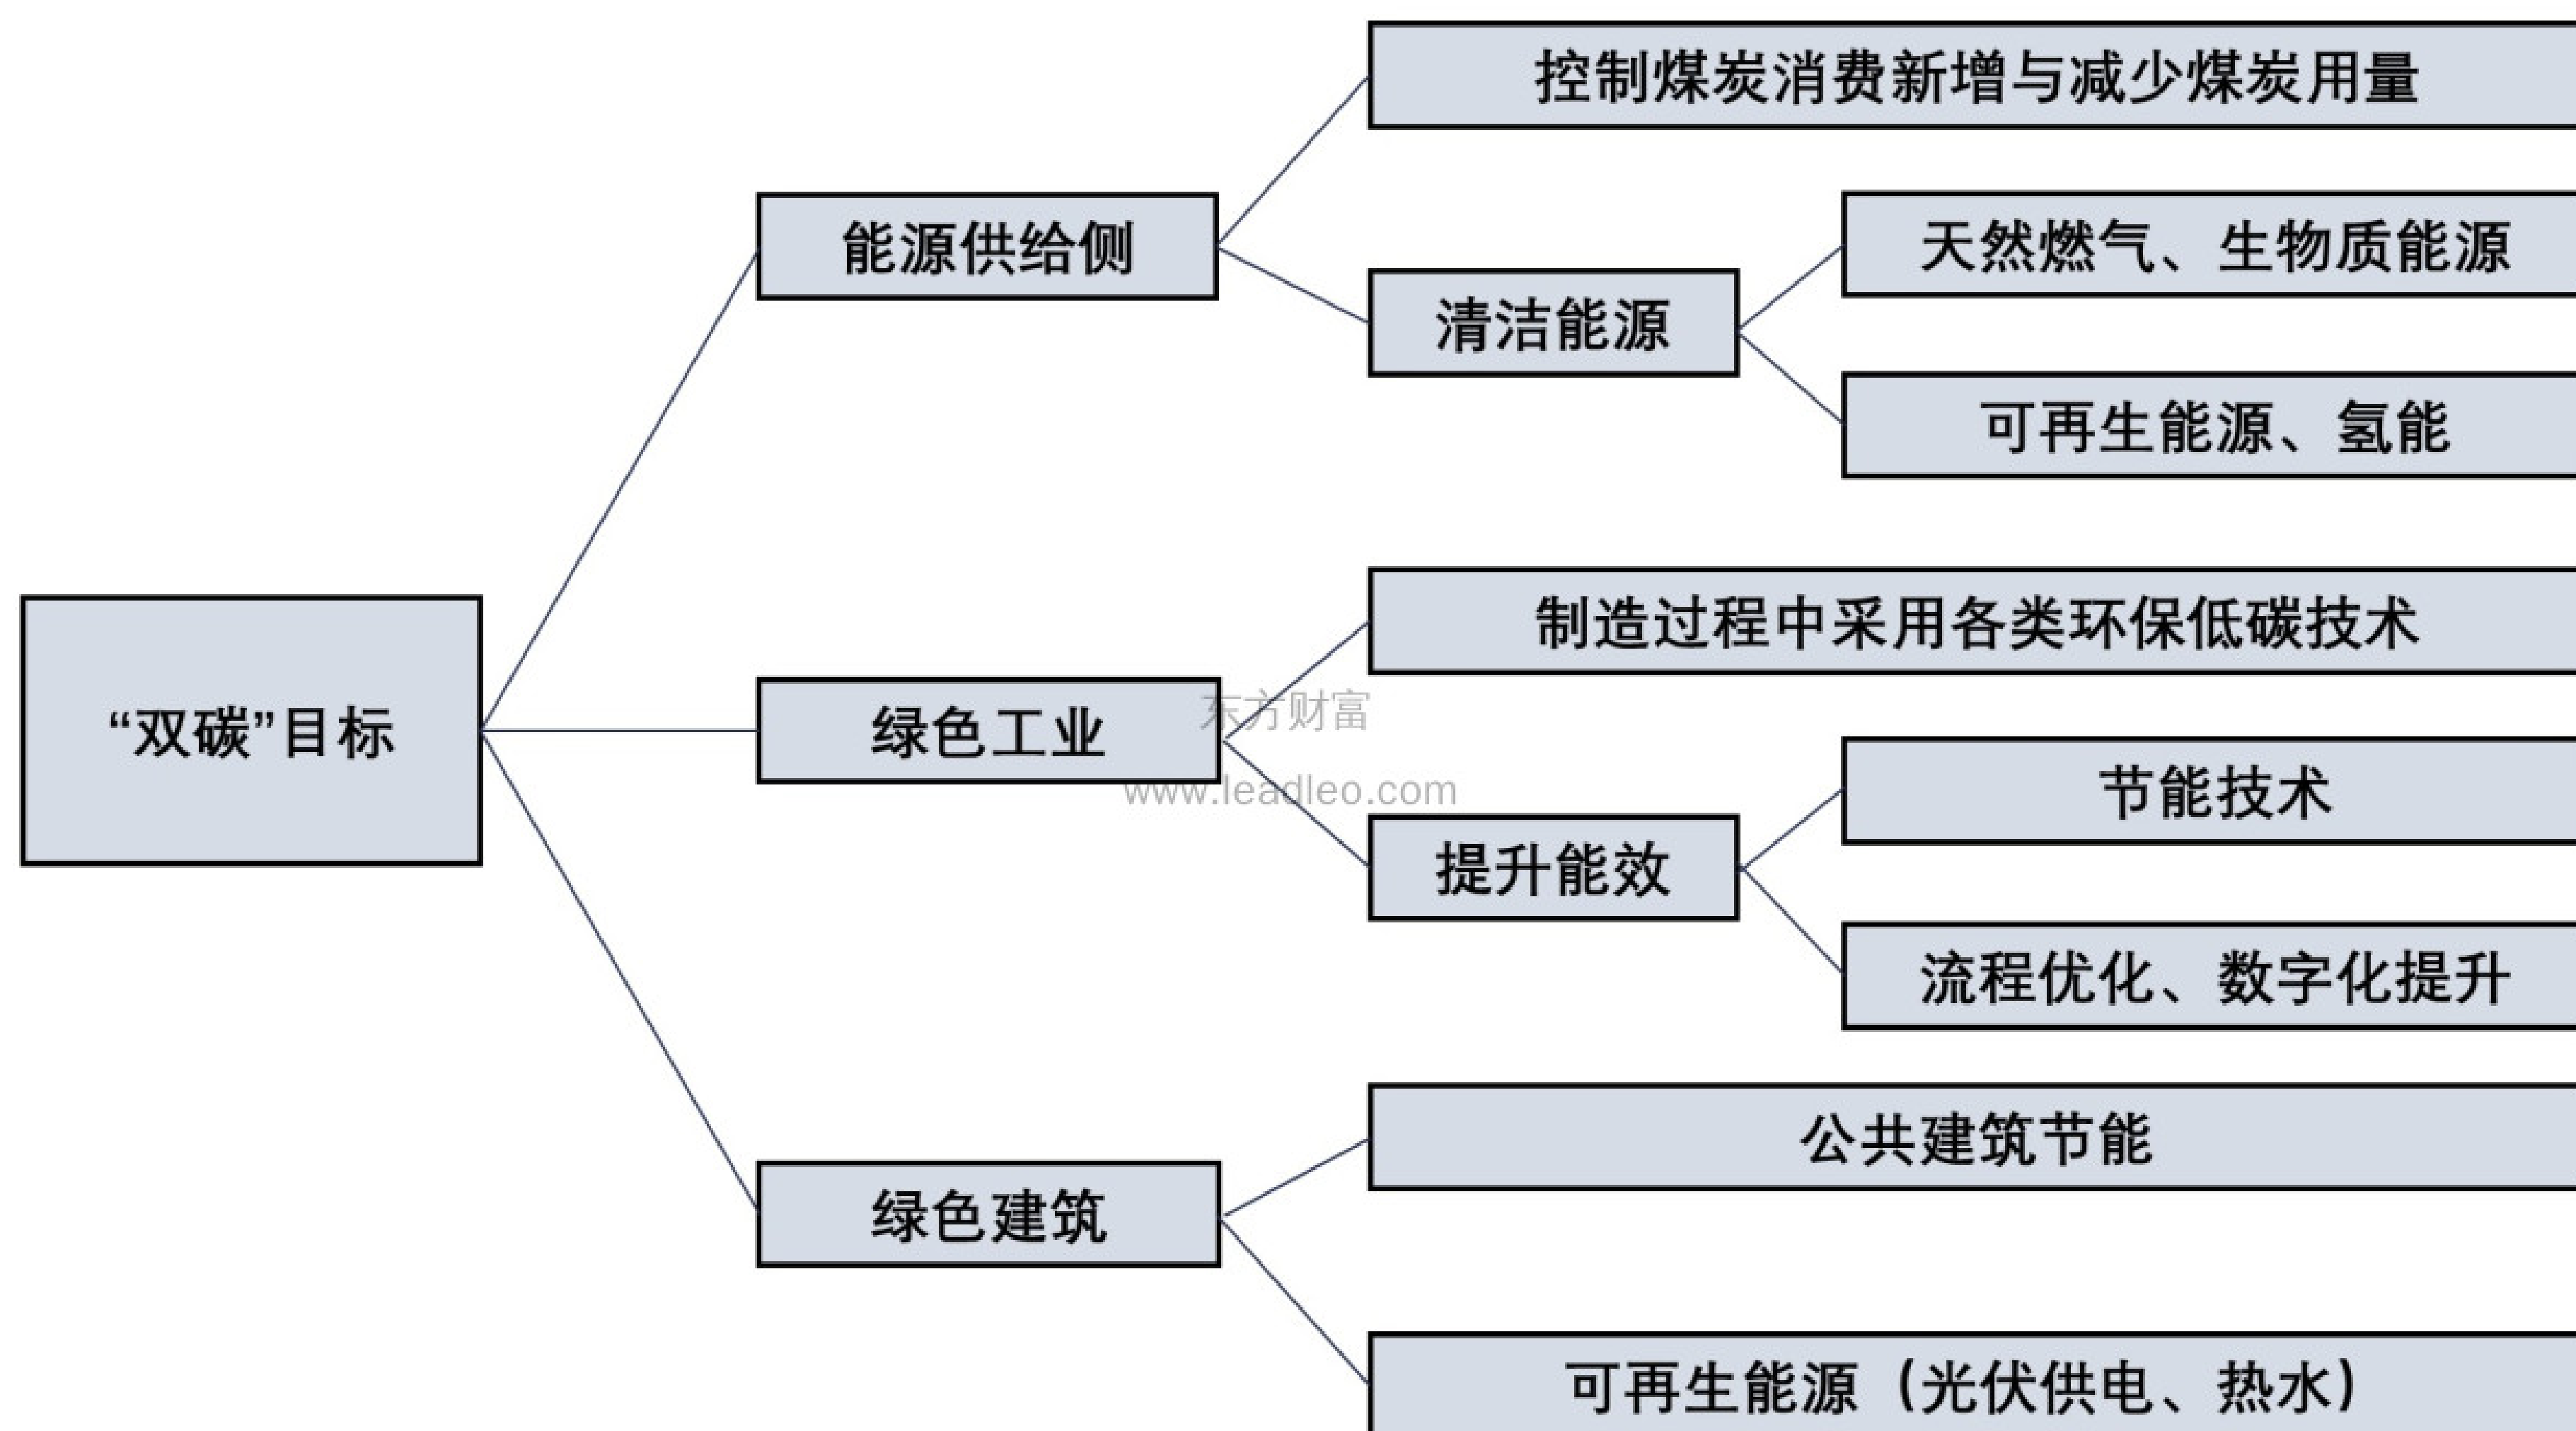 控制煤炭消费新增与减少煤炭用量
能源供给侧
天然燃气、生物质能源
清洁能源
可再生能源、氢能
“双碳”目标
制造过程中采用各类环保低碳技术
绿色工业
东方财富
www.leadleo.com
节能技术
提升能效
流程优化、数字化提升
公共建筑节能
绿色建筑
可再生能源（光伏供电、热水）